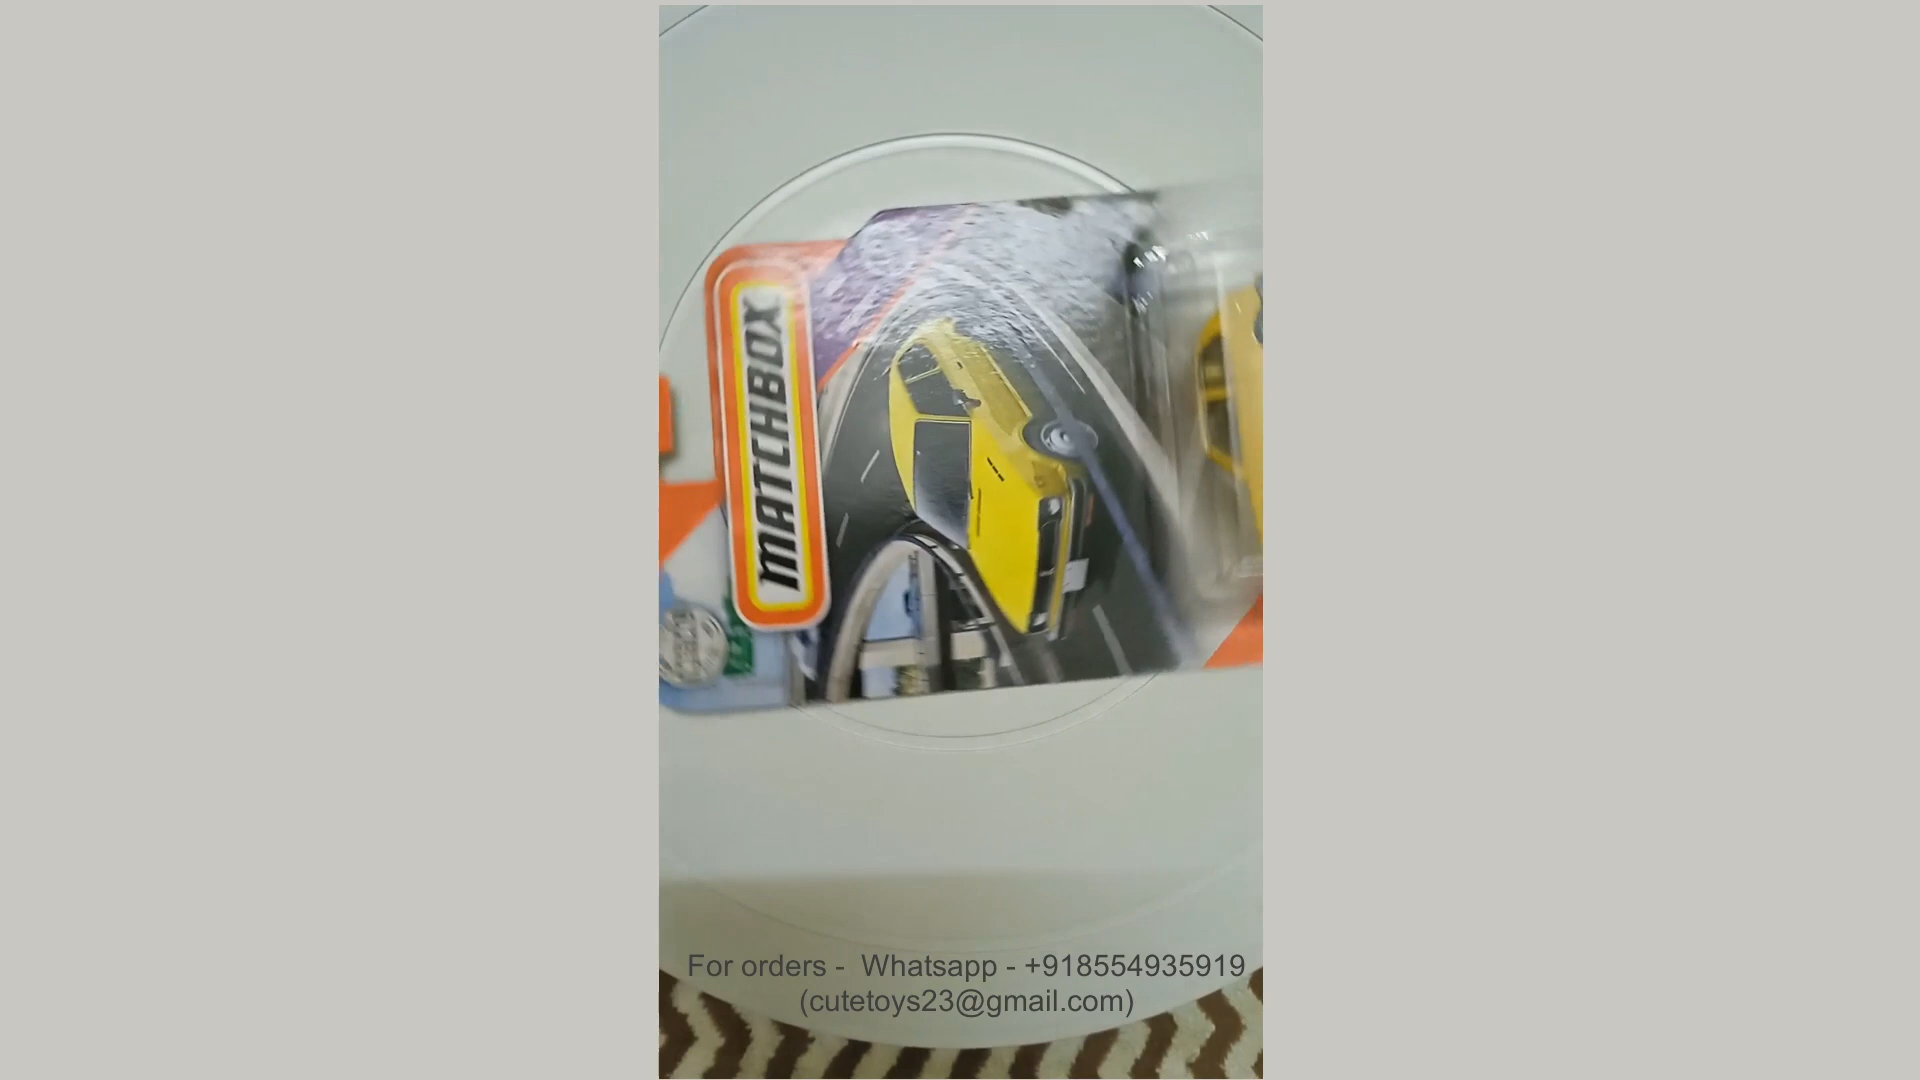 MATCHBOX
For orders -  Whatsapp - +918554935919
(cutetoys23@gmail.com)